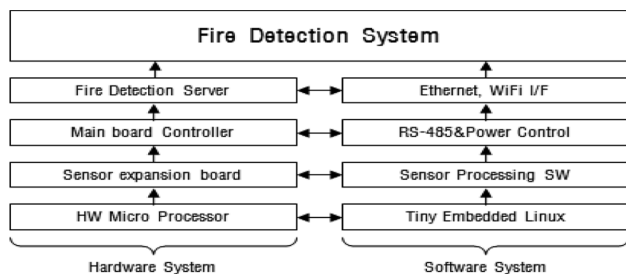 Fire Detection System
Fire Detection Server
Ethernet, WiFi I/F
Main board Controller
RS-485&Power Control
Sensor expansion board
Sensor Processing SW
HW Micro Processor
Tiny Embedded Linux
Hardware System
Software System